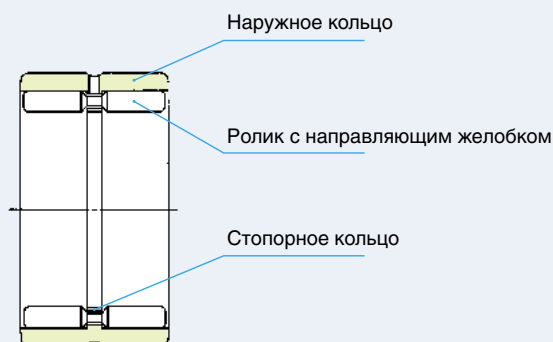 Наружное кольцо
Ролик с направляющим желобком
Стопорное кольцо